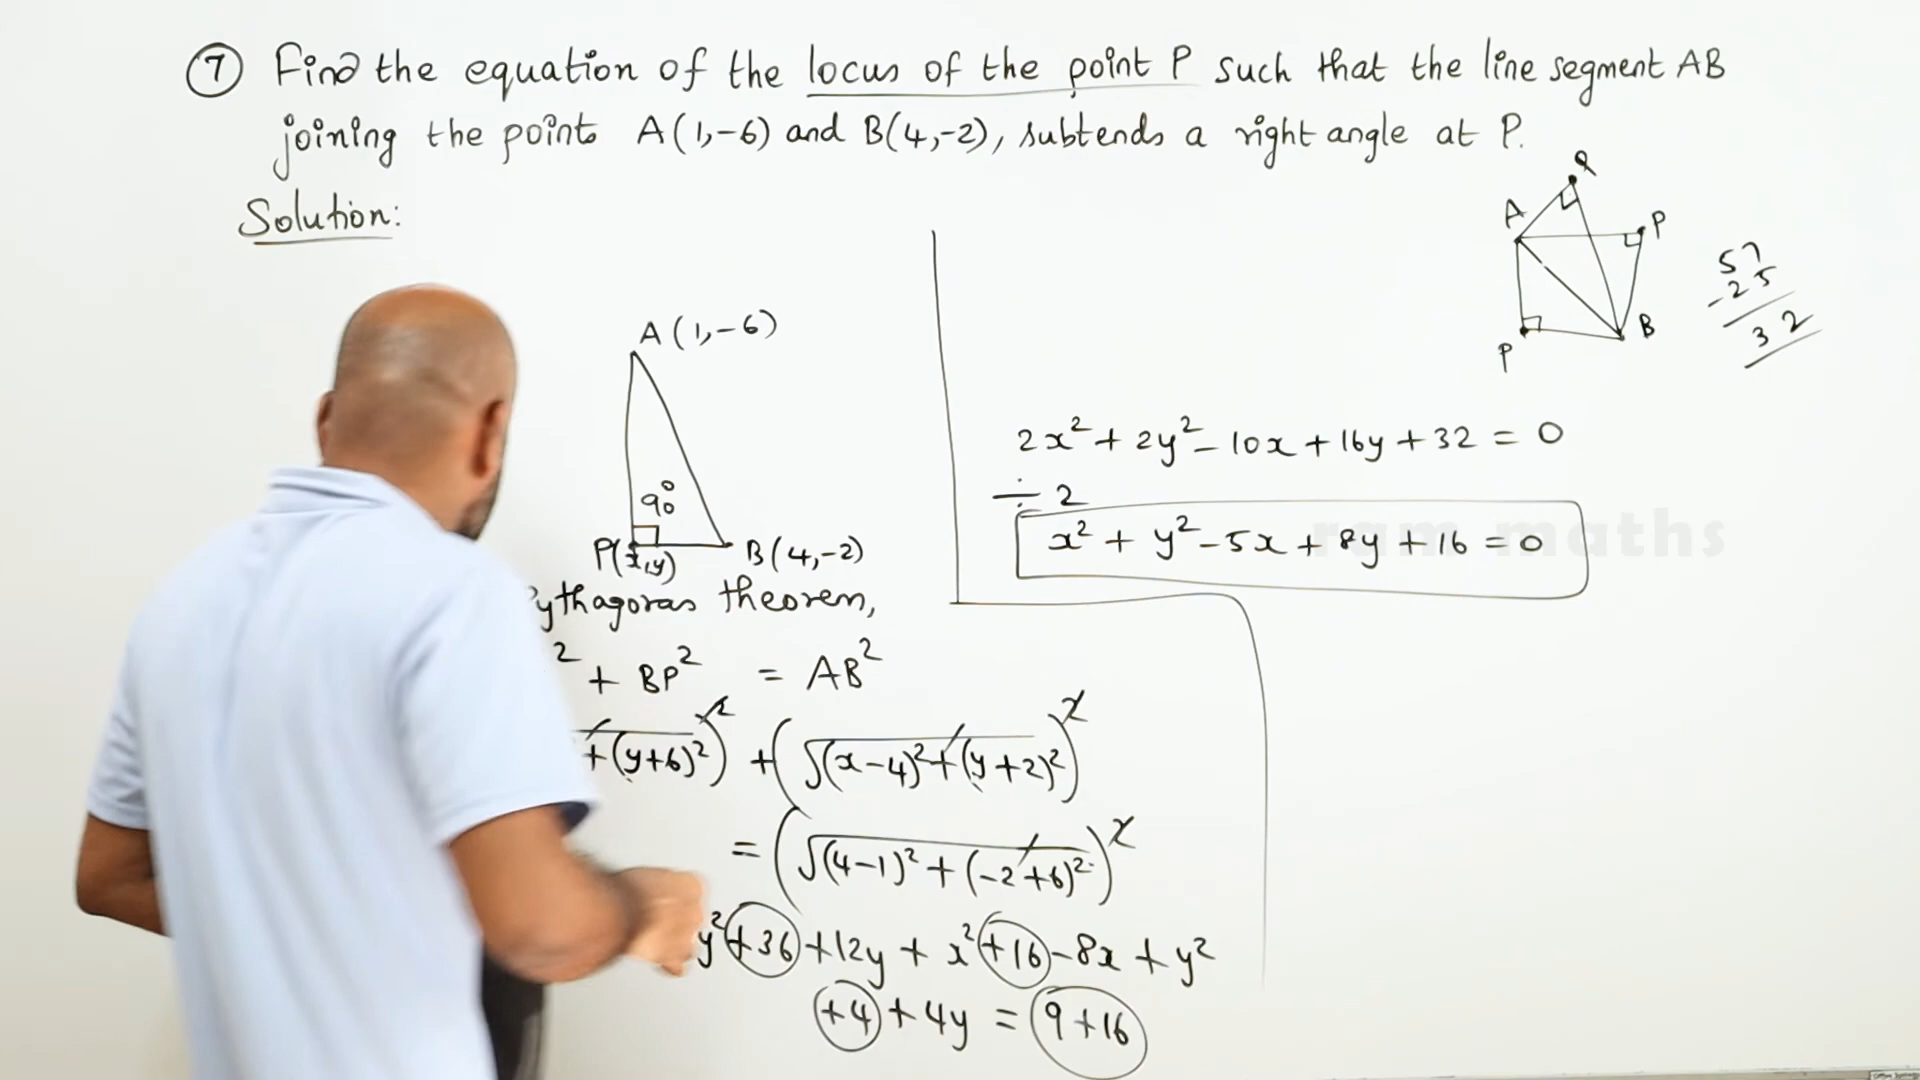 ⑦ Find the equation of the locus of the point P such that the line segment AB
joining the points A(1,-6) and B(4,-2), subtends a right angle at P.
Solution:
A (1,-6)
90°
P(x,y)
B (4,-2)
Pythagoras theorem,
² + BP² = AB²
+(y+6)²)² + (√(x-4)²+(y+2)²)²
= (√(4-1)² + (-2+6)²)²
y² +36 +12y + x² +16 -8x + y²
+4 + 4y = 9+16
P
A
P
B
P
57
-25
32
2x² + 2y² - 10x + 16y + 32 = 0
÷ 2
x² + y² - 5x + 8y + 16 = 0
ram maths